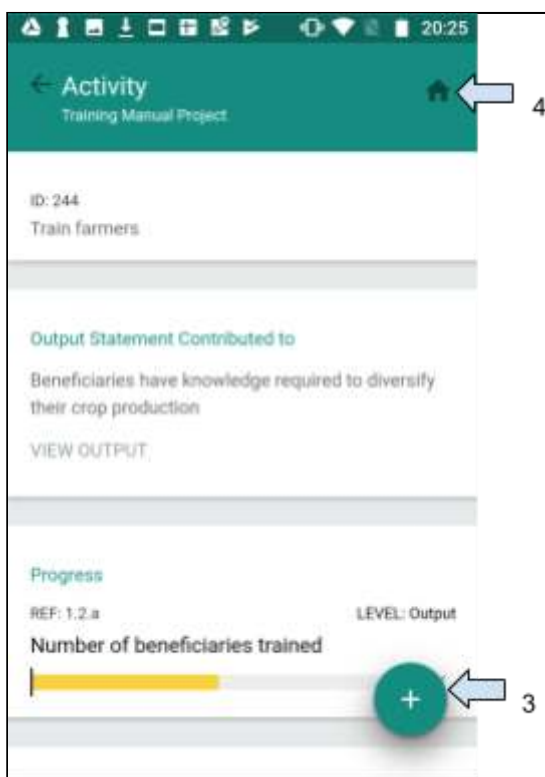 20:25
Activity
Training Manual Project
4
ID: 244
Train farmers
Output Statement Contributed to
Beneficiaries have knowledge required to diversify
their crop production
VIEW OUTPUT
Progress
REF: 1.2.a LEVEL: Output
Number of beneficiaries trained
+
3